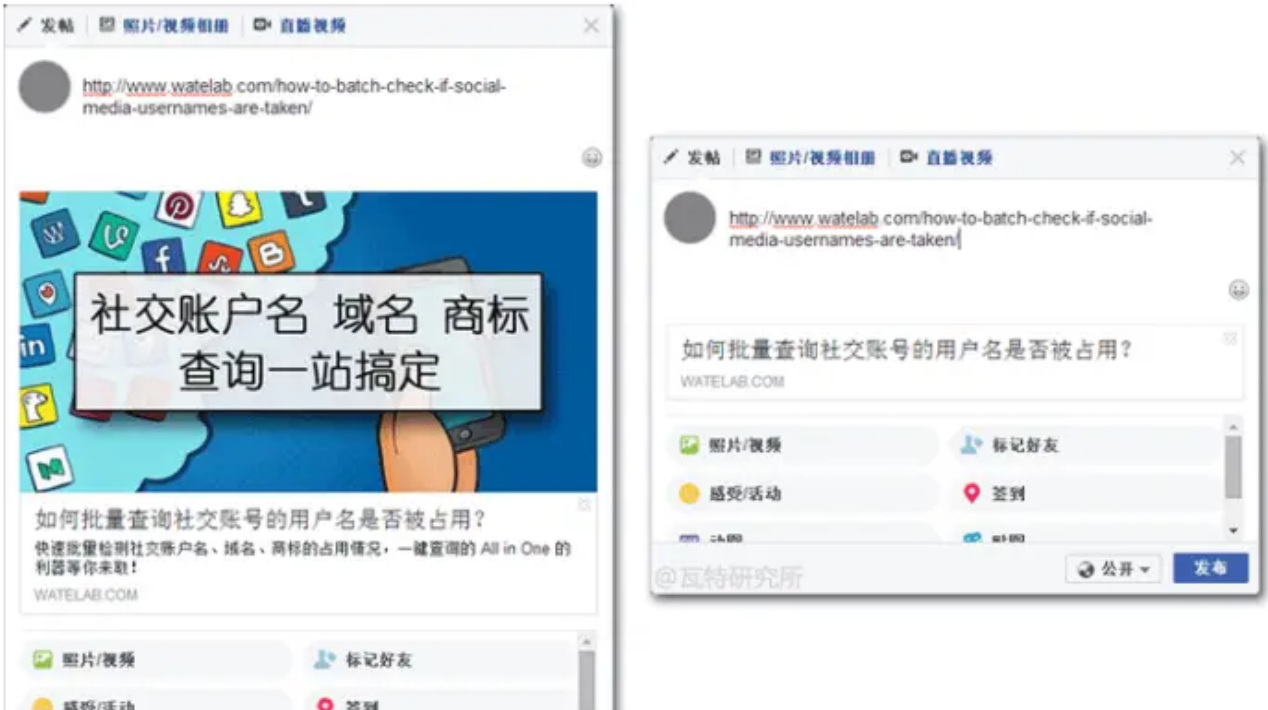 发帖 照片/视频相册 直播视频
http://www.watelab.com/how-to-batch-check-if-social-
media-usernames-are-taken/
社交账户名 域名 商标
查询一站搞定
in
如何批量查询社交账号的用户名是否被占用？
快速批量检测社交账户名、域名、商标的占用情况，一键查询的 All in One 的
利器等你来取！
WATELAB.COM
照片/视频 标记好友
感受/活动 签到
发帖 照片/视频相册 直播视频
http://www.watelab.com/how-to-batch-check-if-social-
media-usernames-are-taken/
如何批量查询社交账号的用户名是否被占用？
WATELAB.COM
照片/视频 标记好友
感受/活动 签到
@瓦特研究所
公开 发布